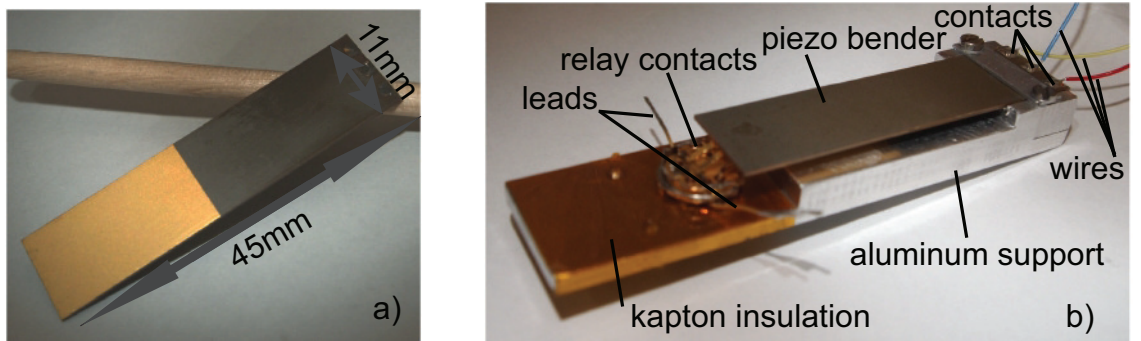 11mm
45mm
a)
contacts
piezo bender
relay contacts
leads
wires
aluminum support
kapton insulation
b)